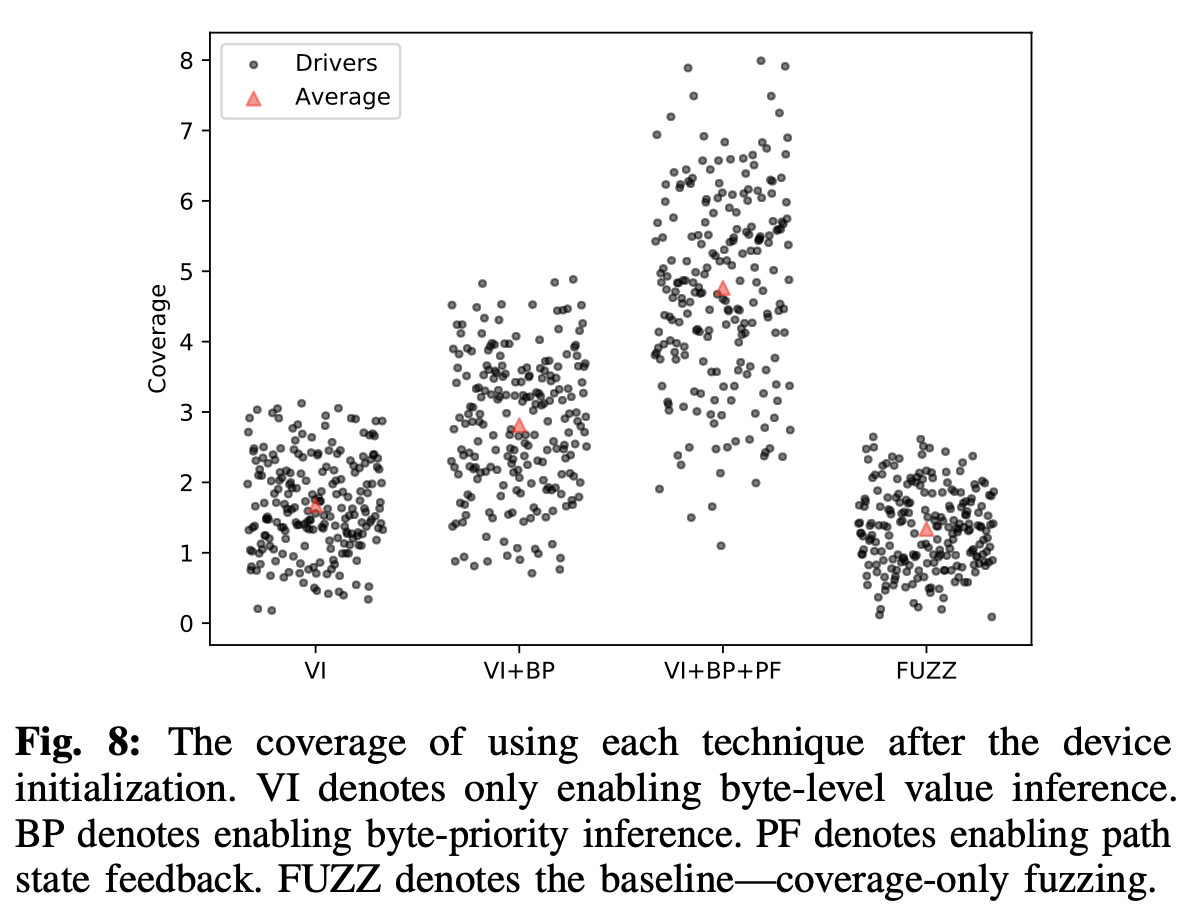 8
7
6
5
4
3
2
1
0
Coverage
Drivers
Average
VI
VI+BP
VI+BP+PF
FUZZ
Fig. 8: The coverage of using each technique after the device
initialization. VI denotes only enabling byte-level value inference.
BP denotes enabling byte-priority inference. PF denotes enabling path
state feedback. FUZZ denotes the baseline—coverage-only fuzzing.